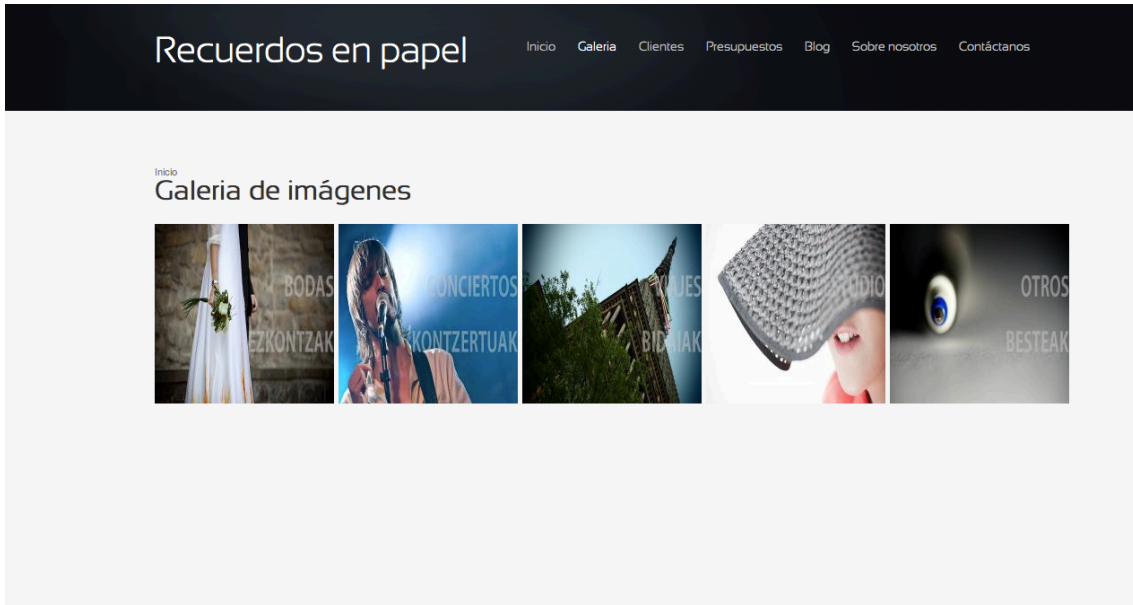 Recuerdos en papel
Inicio Galeria Clientes Presupuestos Blog Sobre nosotros Contáctanos
Inicio
Galeria de imágenes
BODAS
EZKONTZAK
CONCIERTOS
KONTZERTUAK
BIDAIAK
OTROS
BESTEAK